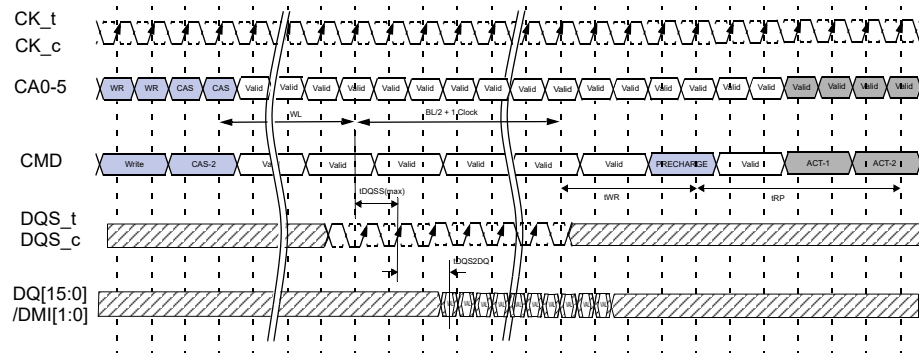 CK_t
CK_c
CA0-5
WR WR CAS CAS Valid Valid Valid Valid Valid Valid Valid Valid Valid Valid Valid Valid Valid Valid Valid Valid Valid Valid Valid Valid
WL
BL/2 + 1 Clock
CMD
Write CAS-2 Valid Valid Valid Valid Valid Valid PRECHARGE Valid ACT-1 ACT-2
tDQSS(max)
tWR
tRP
DQS_t
DQS_c
tDQS2DQ
DQ[15:0]
/DMI[1:0]